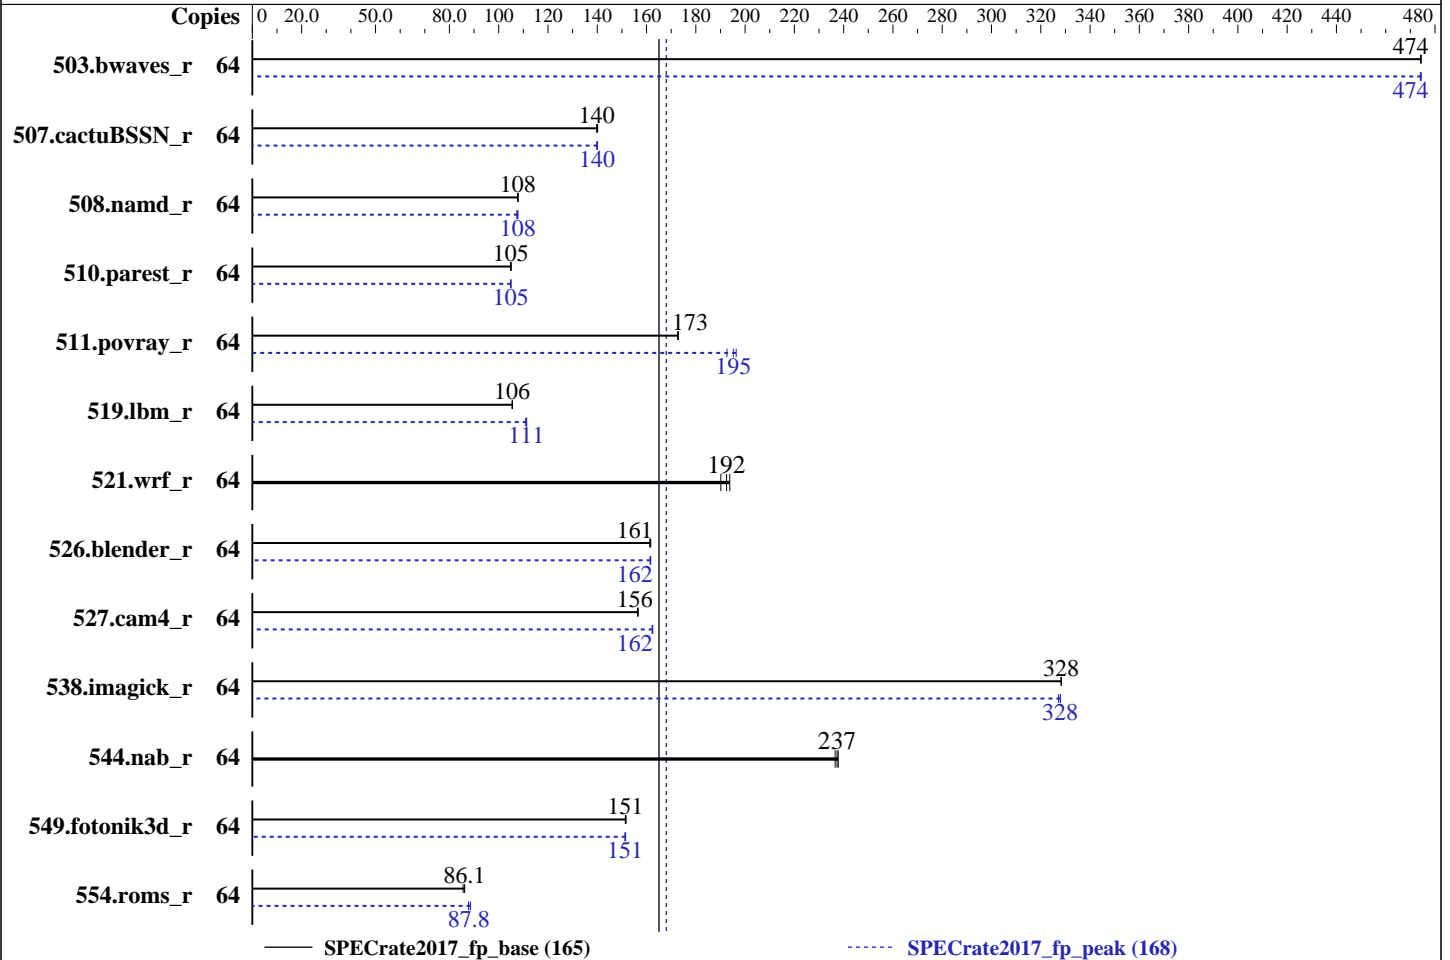 Copies 0 20.0 50.0 80.0 100 120 140 160 180 200 220 240 260 280 300 320 340 360 380 400 420 440 480
503.bwaves_r 64 474
474
507.cactuBSSN_r 64 140
140
508.namd_r 64 108
108
510.parest_r 64 105
105
511.povray_r 64 173
195
519.lbm_r 64 106
111
521.wrf_r 64 192
526.blender_r 64 161
162
527.cam4_r 64 156
162
538.imagick_r 64 328
328
544.nab_r 64 237
549.fotonik3d_r 64 151
151
554.roms_r 64 86.1
87.8
SPECrate2017_fp_base (165) SPECrate2017_fp_peak (168)